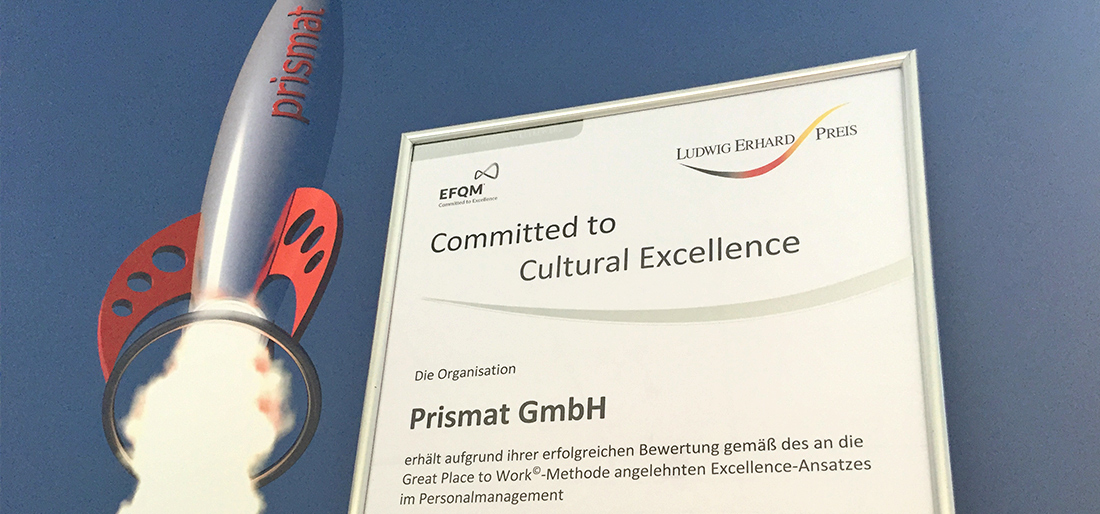 prismat
EFQM™
Committed to Excellence
LUDWIG ERHARD PREIS
Committed to
Cultural Excellence
Die Organisation
Prismat GmbH
erhält aufgrund ihrer erfolgreichen Bewertung gemäß des an die
Great Place to Work©-Methode angelehnten Excellence-Ansatzes
im Personalmanagement